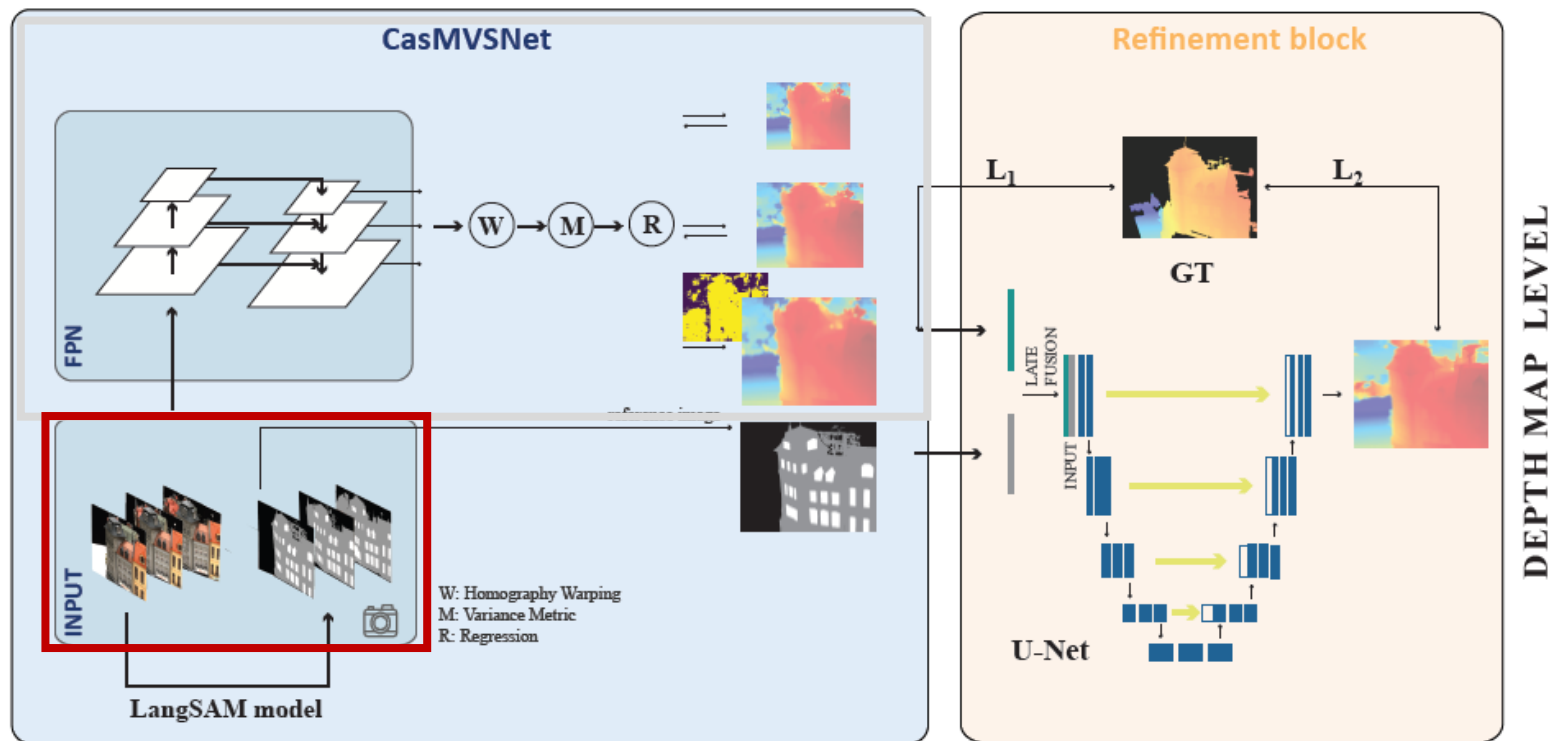 CasMVSNet
FPN
W
M
R
INPUT
W: Homography Warping
M: Variance Metric
R: Regression
LangSAM model
Refinement block
L1
L2
GT
LATE
FUSION
INPUT
U-Net
DEPTH MAP LEVEL